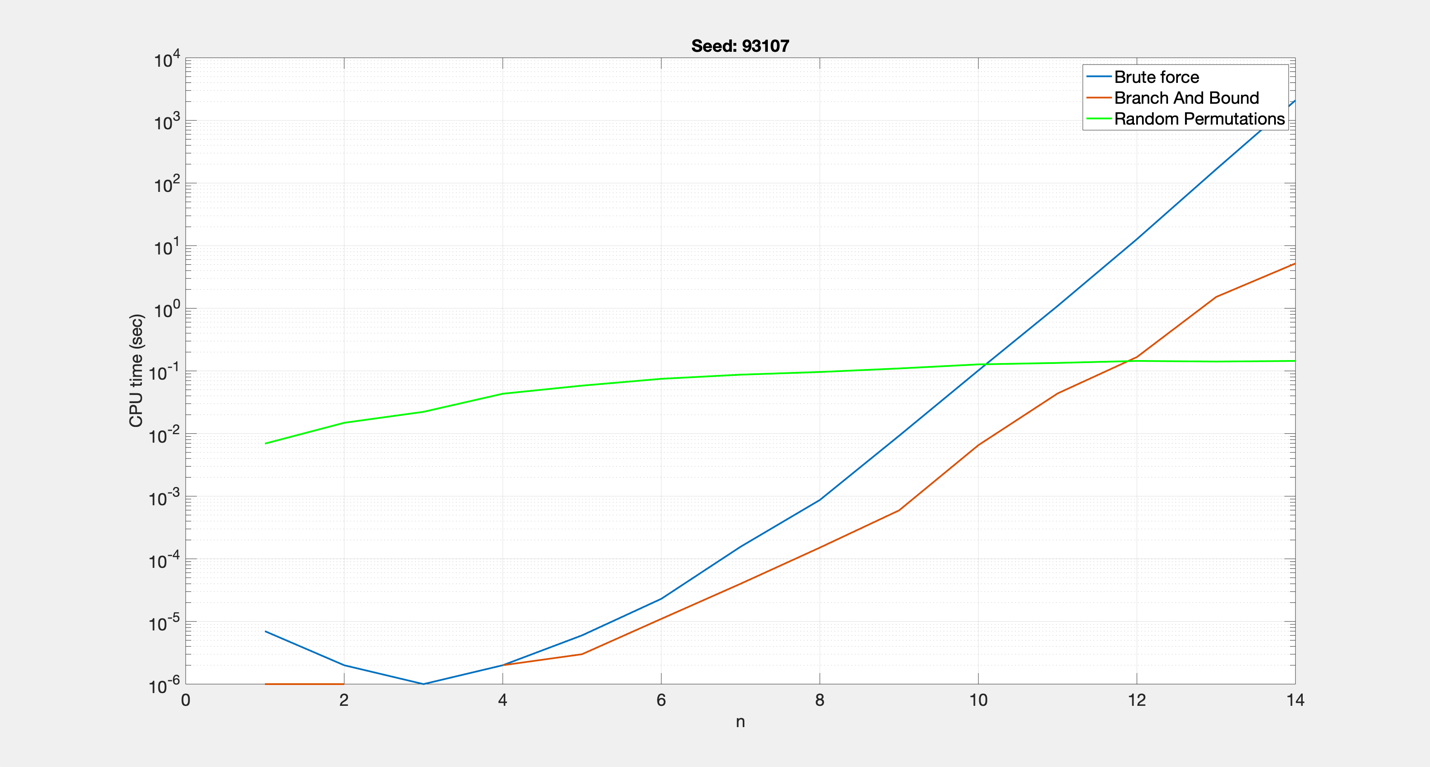 Seed: 93107
Brute force
Branch And Bound
Random Permutations
CPU time (sec)
10^4
10^3
10^2
10^1
10^0
10^-1
10^-2
10^-3
10^-4
10^-5
10^-6
0 2 4 6 8 10 12 14
n